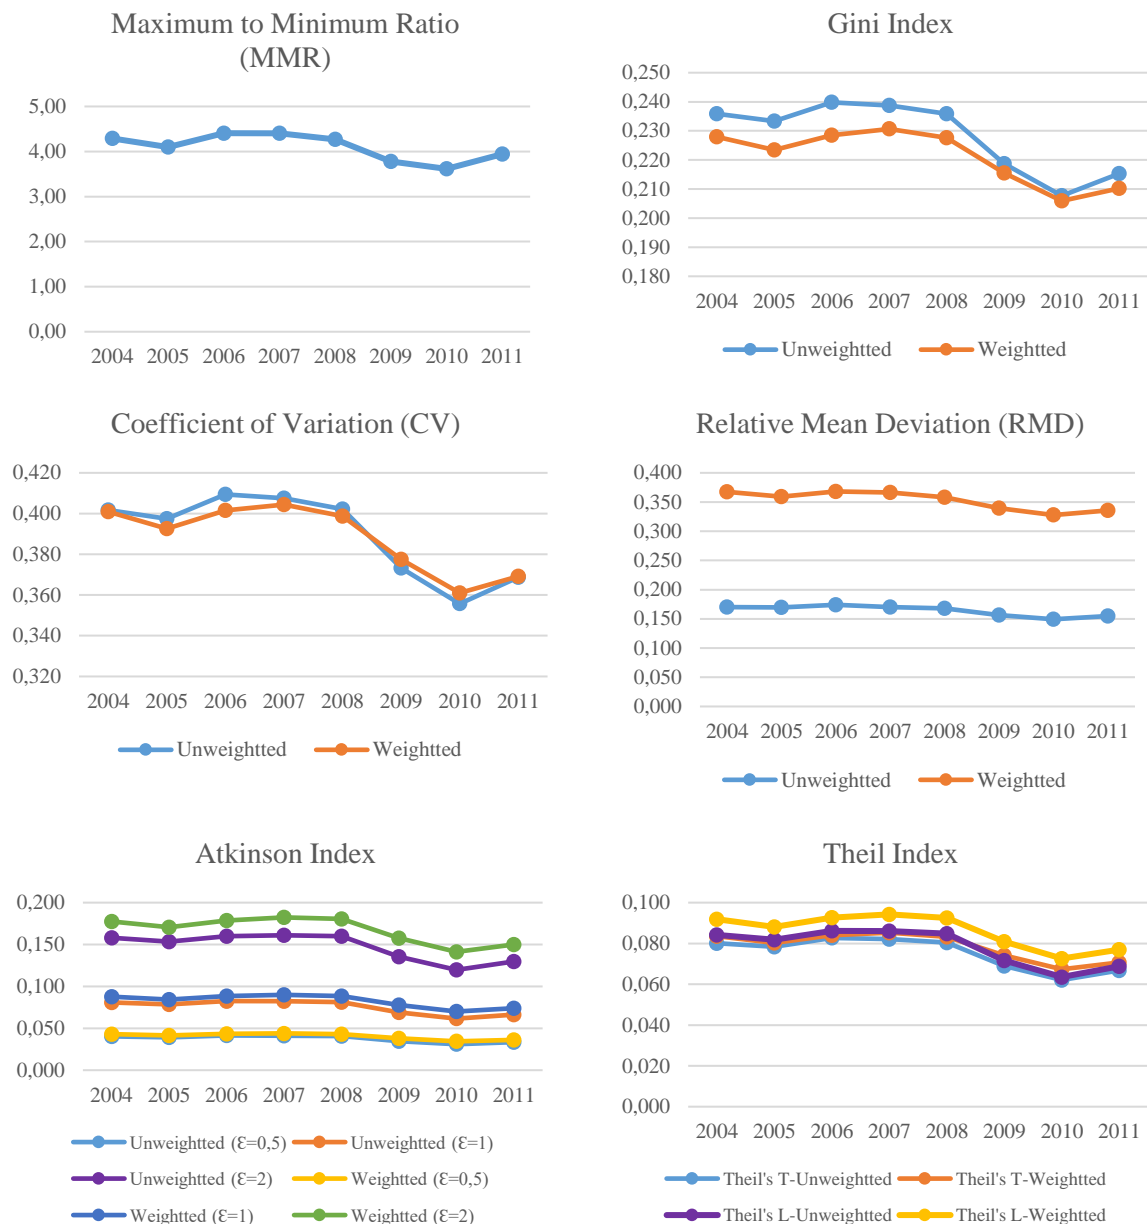 Maximum to Minimum Ratio
(MMR)
5,00
4,00
3,00
2,00
1,00
0,00
2004 2005 2006 2007 2008 2009 2010 2011
Gini Index
0,250
0,240
0,230
0,220
0,210
0,200
0,190
0,180
2004 2005 2006 2007 2008 2009 2010 2011
Unweightted Weightted
Coefficient of Variation (CV)
0,420
0,400
0,380
0,360
0,340
0,320
2004 2005 2006 2007 2008 2009 2010 2011
Unweightted Weightted
Relative Mean Deviation (RMD)
0,400
0,350
0,300
0,250
0,200
0,150
0,100
0,050
0,000
2004 2005 2006 2007 2008 2009 2010 2011
Unweightted Weightted
Atkinson Index
0,200
0,150
0,100
0,050
0,000
2004 2005 2006 2007 2008 2009 2010 2011
Unweightted (Ɛ=0,5) Unweightted (Ɛ=1)
Unweightted (Ɛ=2) Weightted (Ɛ=0,5)
Weightted (Ɛ=1) Weightted (Ɛ=2)
Theil Index
0,100
0,080
0,060
0,040
0,020
0,000
2004 2005 2006 2007 2008 2009 2010 2011
Theil's T-Unweightted Theil's T-Weightted
Theil's L-Unweightted Theil's L-Weightted